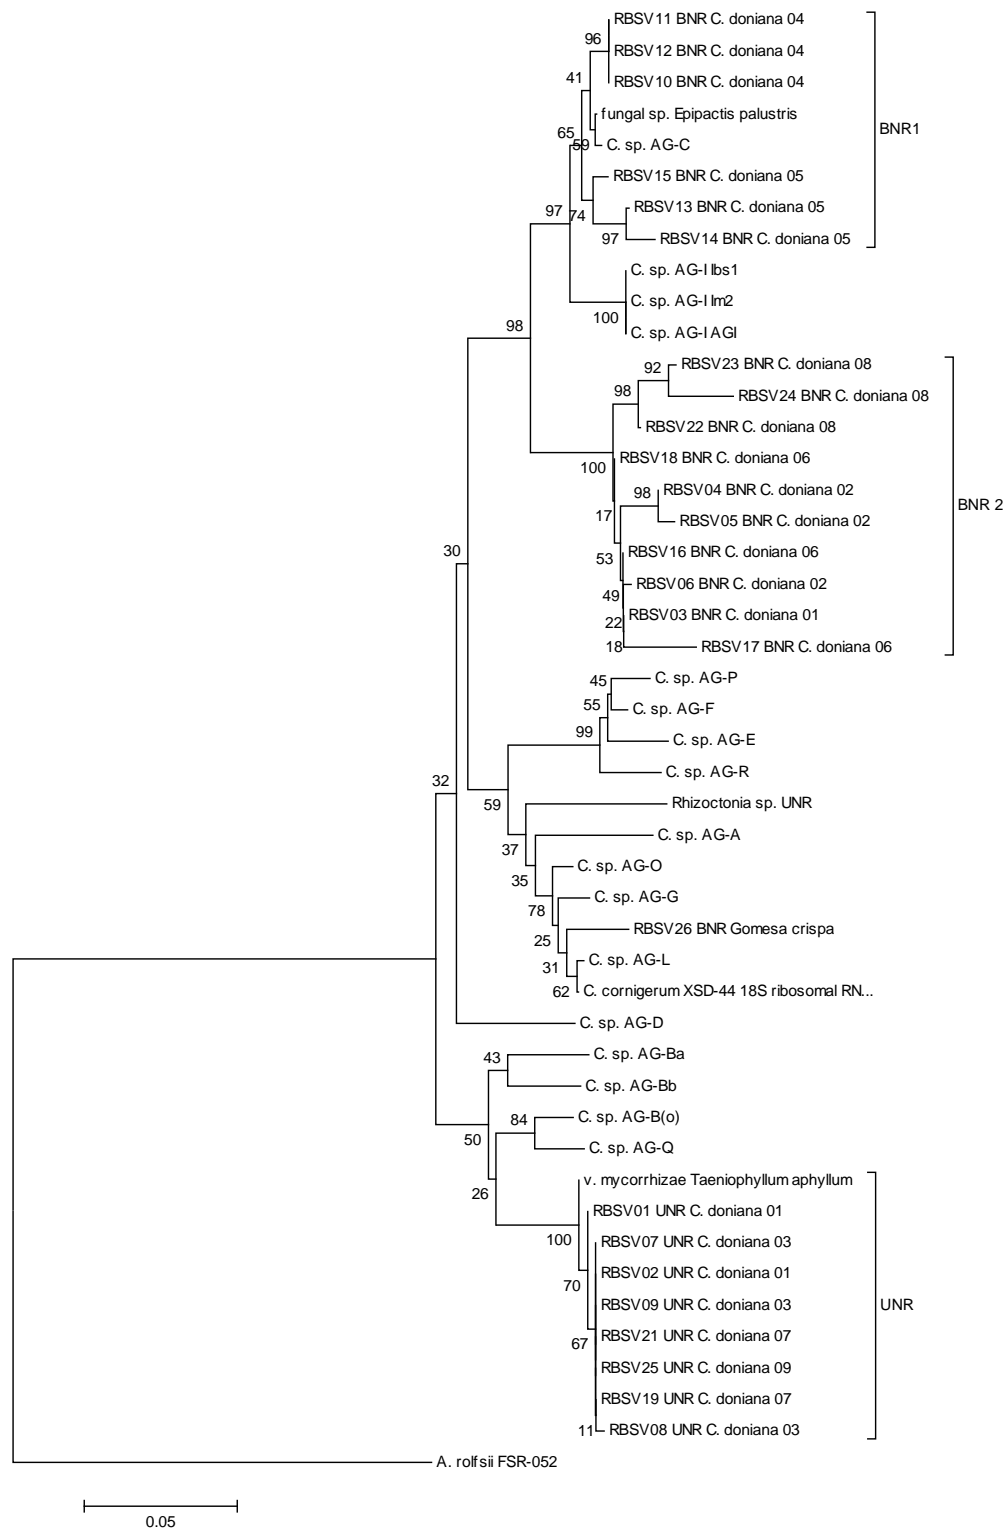 RBSV11 BNR C. doniana 04
96
RBSV12 BNR C. doniana 04
RBSV10 BNR C. doniana 04
41
fungal sp. Epipactis palustris
BNR1
65
59
C. sp. AG-C
RBSV15 BNR C. doniana 05
RBSV13 BNR C. doniana 05
97
74
RBSV14 BNR C. doniana 05
97
C. sp. AG-I Ibs1
C. sp. AG-I Im2
100
C. sp. AG-I AGI
98
RBSV23 BNR C. doniana 08
92
98
RBSV24 BNR C. doniana 08
RBSV22 BNR C. doniana 08
RBSV18 BNR C. doniana 06
100
RBSV04 BNR C. doniana 02
98
BNR 2
17
RBSV05 BNR C. doniana 02
30
RBSV16 BNR C. doniana 06
53
RBSV06 BNR C. doniana 02
49
RBSV03 BNR C. doniana 01
22
RBSV17 BNR C. doniana 06
18
C. sp. AG-P
45
55
C. sp. AG-F
99
C. sp. AG-E
C. sp. AG-R
32
59
Rhizoctonia sp. UNR
C. sp. AG-A
37
C. sp. AG-O
35
C. sp. AG-G
78
RBSV26 BNR Gomesa crispa
25
C. sp. AG-L
31
C. cornigerum XSD-44 18S ribosomal RN...
62
C. sp. AG-D
C. sp. AG-Ba
43
C. sp. AG-Bb
C. sp. AG-B(o)
84
50
C. sp. AG-Q
v. mycorrhizae Taeniophyllum aphyllum
26
RBSV01 UNR C. doniana 01
100
RBSV07 UNR C. doniana 03
RBSV02 UNR C. doniana 01
70
RBSV09 UNR C. doniana 03
UNR
RBSV21 UNR C. doniana 07
67
RBSV25 UNR C. doniana 09
RBSV19 UNR C. doniana 07
11
RBSV08 UNR C. doniana 03
A. rolfsii FSR-052
0.05